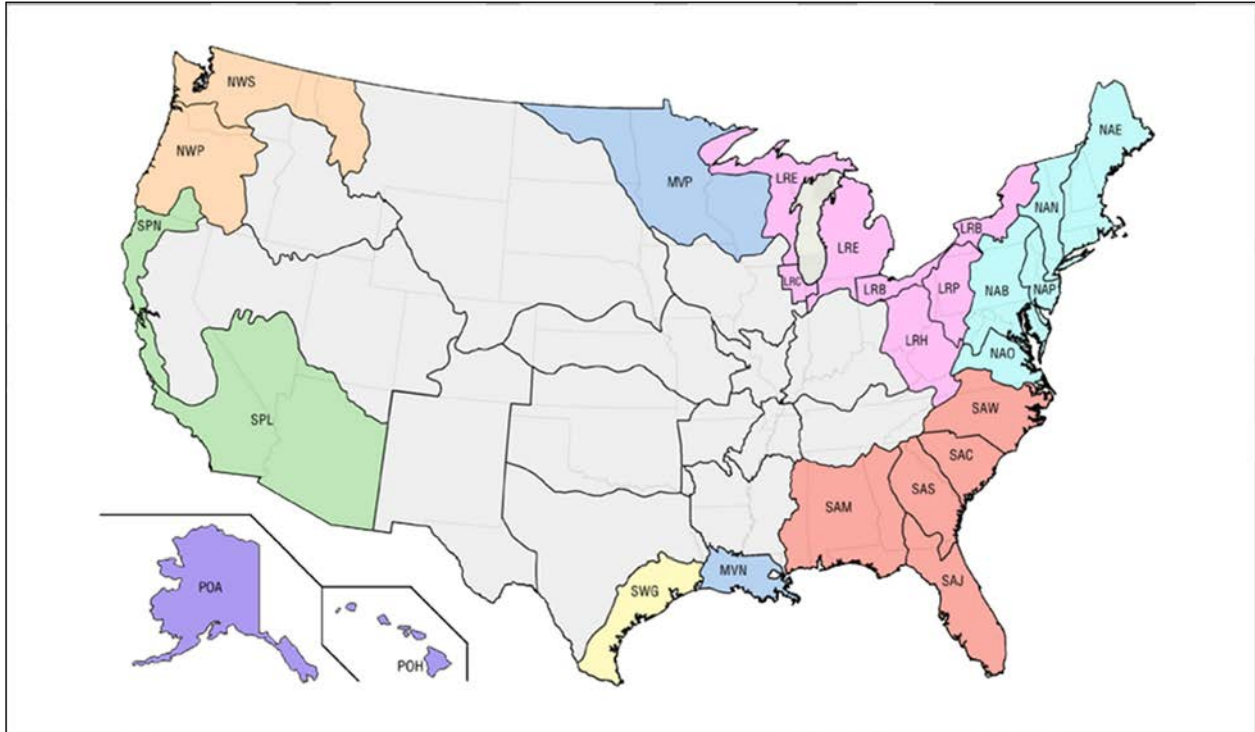 NWS
NAE
NWP
MVP
LRE
NAN
SPN
LRB
LRE
LRC
LRB
LRP
NAB
NAP
LRH
NAO
SAW
SPL
SAC
SAS
SAM
MVN
SAJ
POA
SWG
POH